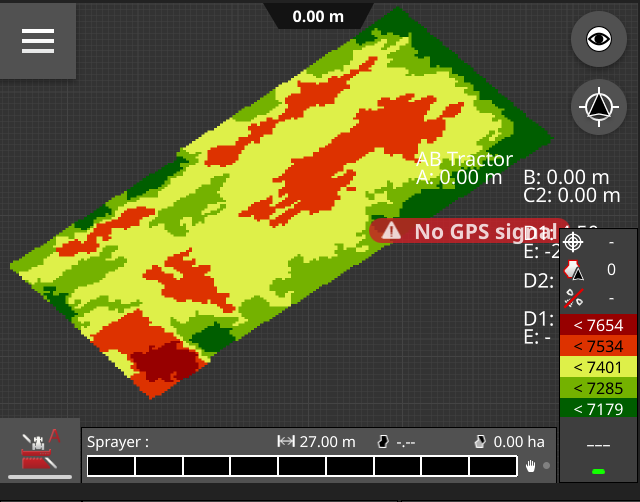 0.00 m
AB Tractor
A: 0.00 m
B: 0.00 m
C2: 0.00 m
No GPS signal
E: -2
D2:
D1:
E: -
-
0
-
< 7654
< 7534
< 7401
< 7285
< 7179
---
A
Sprayer :
27.00 m
-.--
0.00 ha